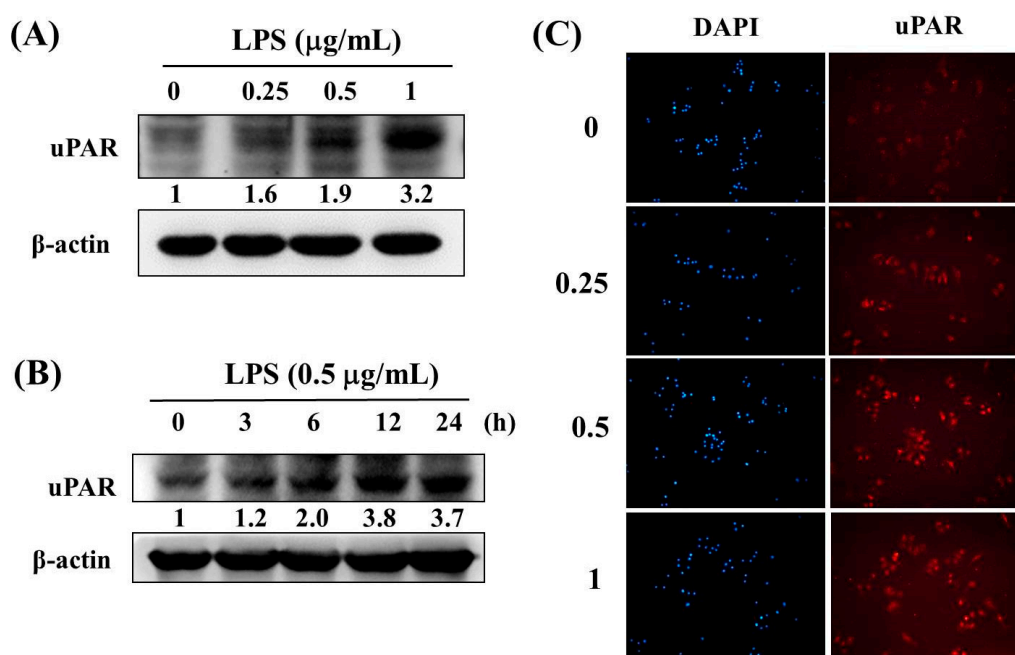 (A)
LPS (μg/mL)
0 0.25 0.5 1
uPAR
1 1.6 1.9 3.2
β-actin
(B)
LPS (0.5 μg/mL)
0 3 6 12 24 (h)
uPAR
1 1.2 2.0 3.8 3.7
β-actin
(C)
DAPI uPAR
0
0.25
0.5
1